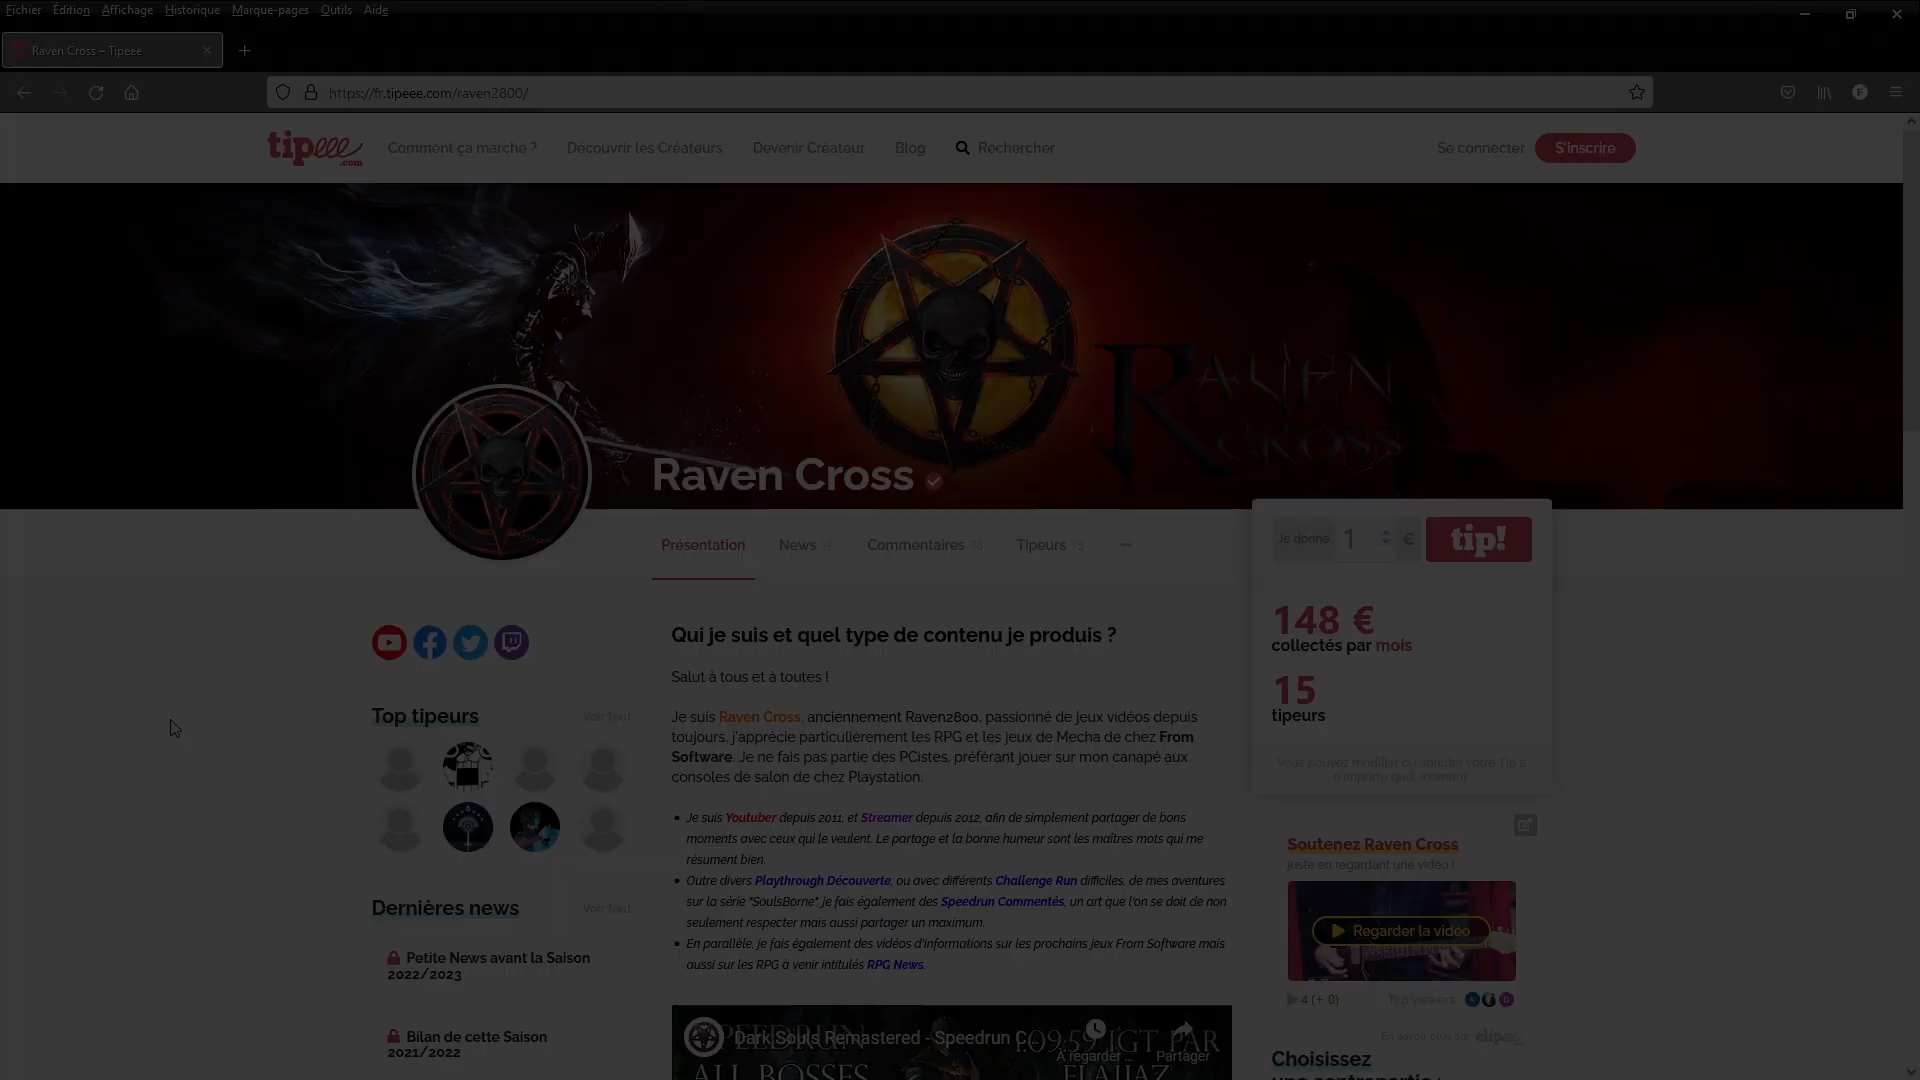 Fichier Édition Affichage Historique Marque-pages Outils Aide
Raven Cross – Tipeee
https://fr.tipeee.com/raven2800/
tipeee.com
Comment ça marche ? Découvrir les Créateurs Devenir Créateur Blog Rechercher Se connecter S'inscrire
RAVEN
CROSS
Raven Cross
Présentation News Commentaires Tipeurs
Je donne 1 € tip!
148 €
collectés par mois
15
tipeurs
Vous pouvez modifier ou annuler votre Tip à
n'importe quel moment.
Top tipeurs Voir tout
Dernières news Voir tout
Petite News avant la Saison
2022/2023
Bilan de cette Saison
2021/2022
Qui je suis et quel type de contenu je produis ?
Salut à tous et à toutes !
Je suis Raven Cross, anciennement Raven2800, passionné de jeux vidéos depuis
toujours, j'apprécie particulièrement les RPG et les jeux de Mecha de chez From
Software. Je ne fais pas partie des PCistes, préférant jouer sur mon canapé aux
consoles de salon de chez Playstation.
Je suis Youtuber depuis 2011, et Streamer depuis 2012, afin de simplement partager de bons
moments avec ceux qui le veulent. Le partage et la bonne humeur sont les maîtres mots qui me
résument bien.
Outre divers Playthrough Découverte, ou avec différents Challenge Run difficiles, de mes aventures
sur la série "SoulsBorne", je fais également des Speedrun Commentés, un art que l'on se doit de non
seulement respecter mais aussi partager un maximum.
En parallèle, je fais également des vidéos d'informations sur les prochains jeux From Software mais
aussi sur les RPG à venir intitulés RPG News.
SPEEDRUN
Dark Souls Remastered - Speedrun C...
1:09:59 IGT PAR
À regarder ... Partager
ALL BOSSES
Soutenez Raven Cross
juste en regardant une vidéo !
Regarder la vidéo
4 (+ 0) Top viewers
En savoir plus sur
Choisissez
une contrepartie !